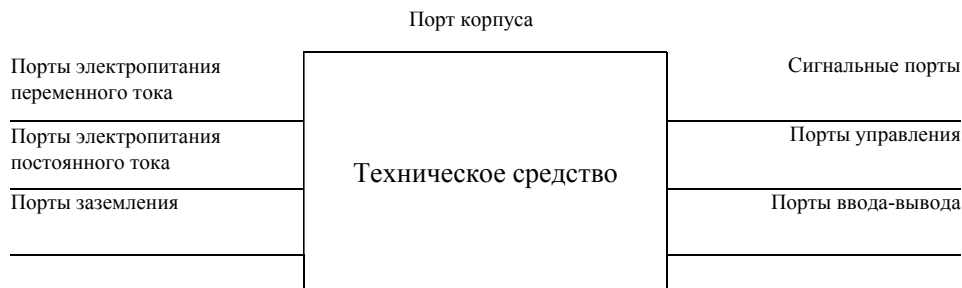 Порт корпуса
Порты электропитания
переменного тока
Порты электропитания
постоянного тока
Порты заземления
Техническое средство
Сигнальные порты
Порты управления
Порты ввода-вывода